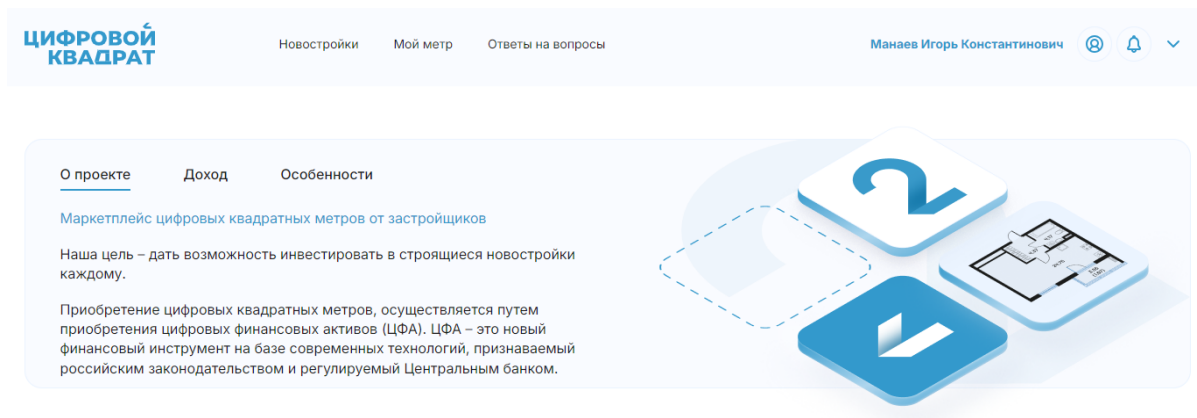 ЦИФРОВОЙ
КВАДРАТ
Новостройки Мой метр Ответы на вопросы
Манаев Игорь Константинович
О проекте Доход Особенности
Маркетплейс цифровых квадратных метров от застройщиков
Наша цель – дать возможность инвестировать в строящиеся новостройки
каждому.
Приобретение цифровых квадратных метров, осуществляется путем
приобретения цифровых финансовых активов (ЦФА). ЦФА – это новый
финансовый инструмент на базе современных технологий, признаваемый
российским законодательством и регулируемый Центральным банком.
2